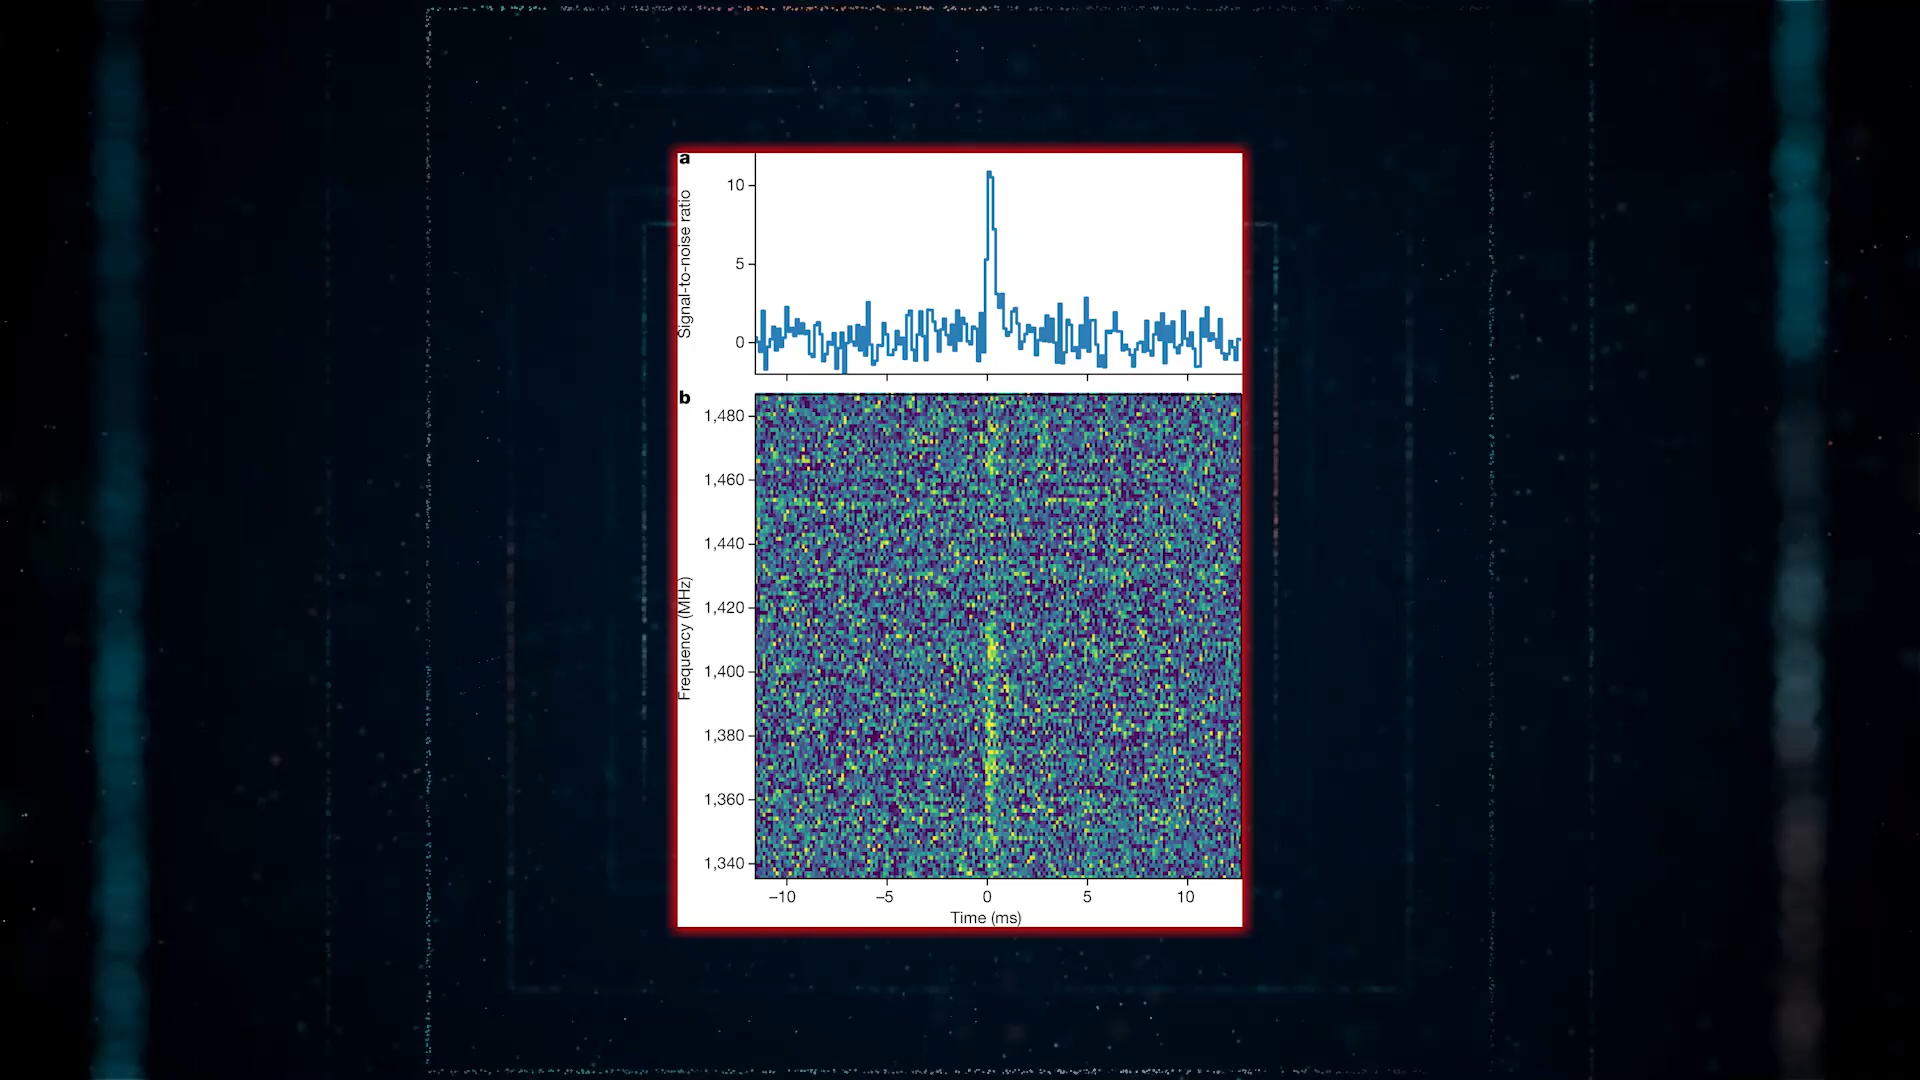 a
10
5
0
Signal-to-noise ratio
b
1,480
1,460
1,440
1,420
1,400
1,380
1,360
1,340
Frequency (MHz)
–10 –5 0 5 10
Time (ms)